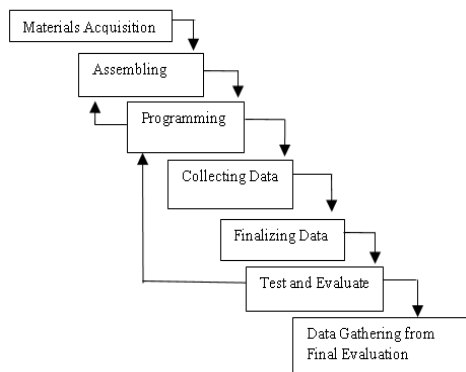 Materials Acquisition
Assembling
Programming
Collecting Data
Finalizing Data
Test and Evaluate
Data Gathering from
Final Evaluation